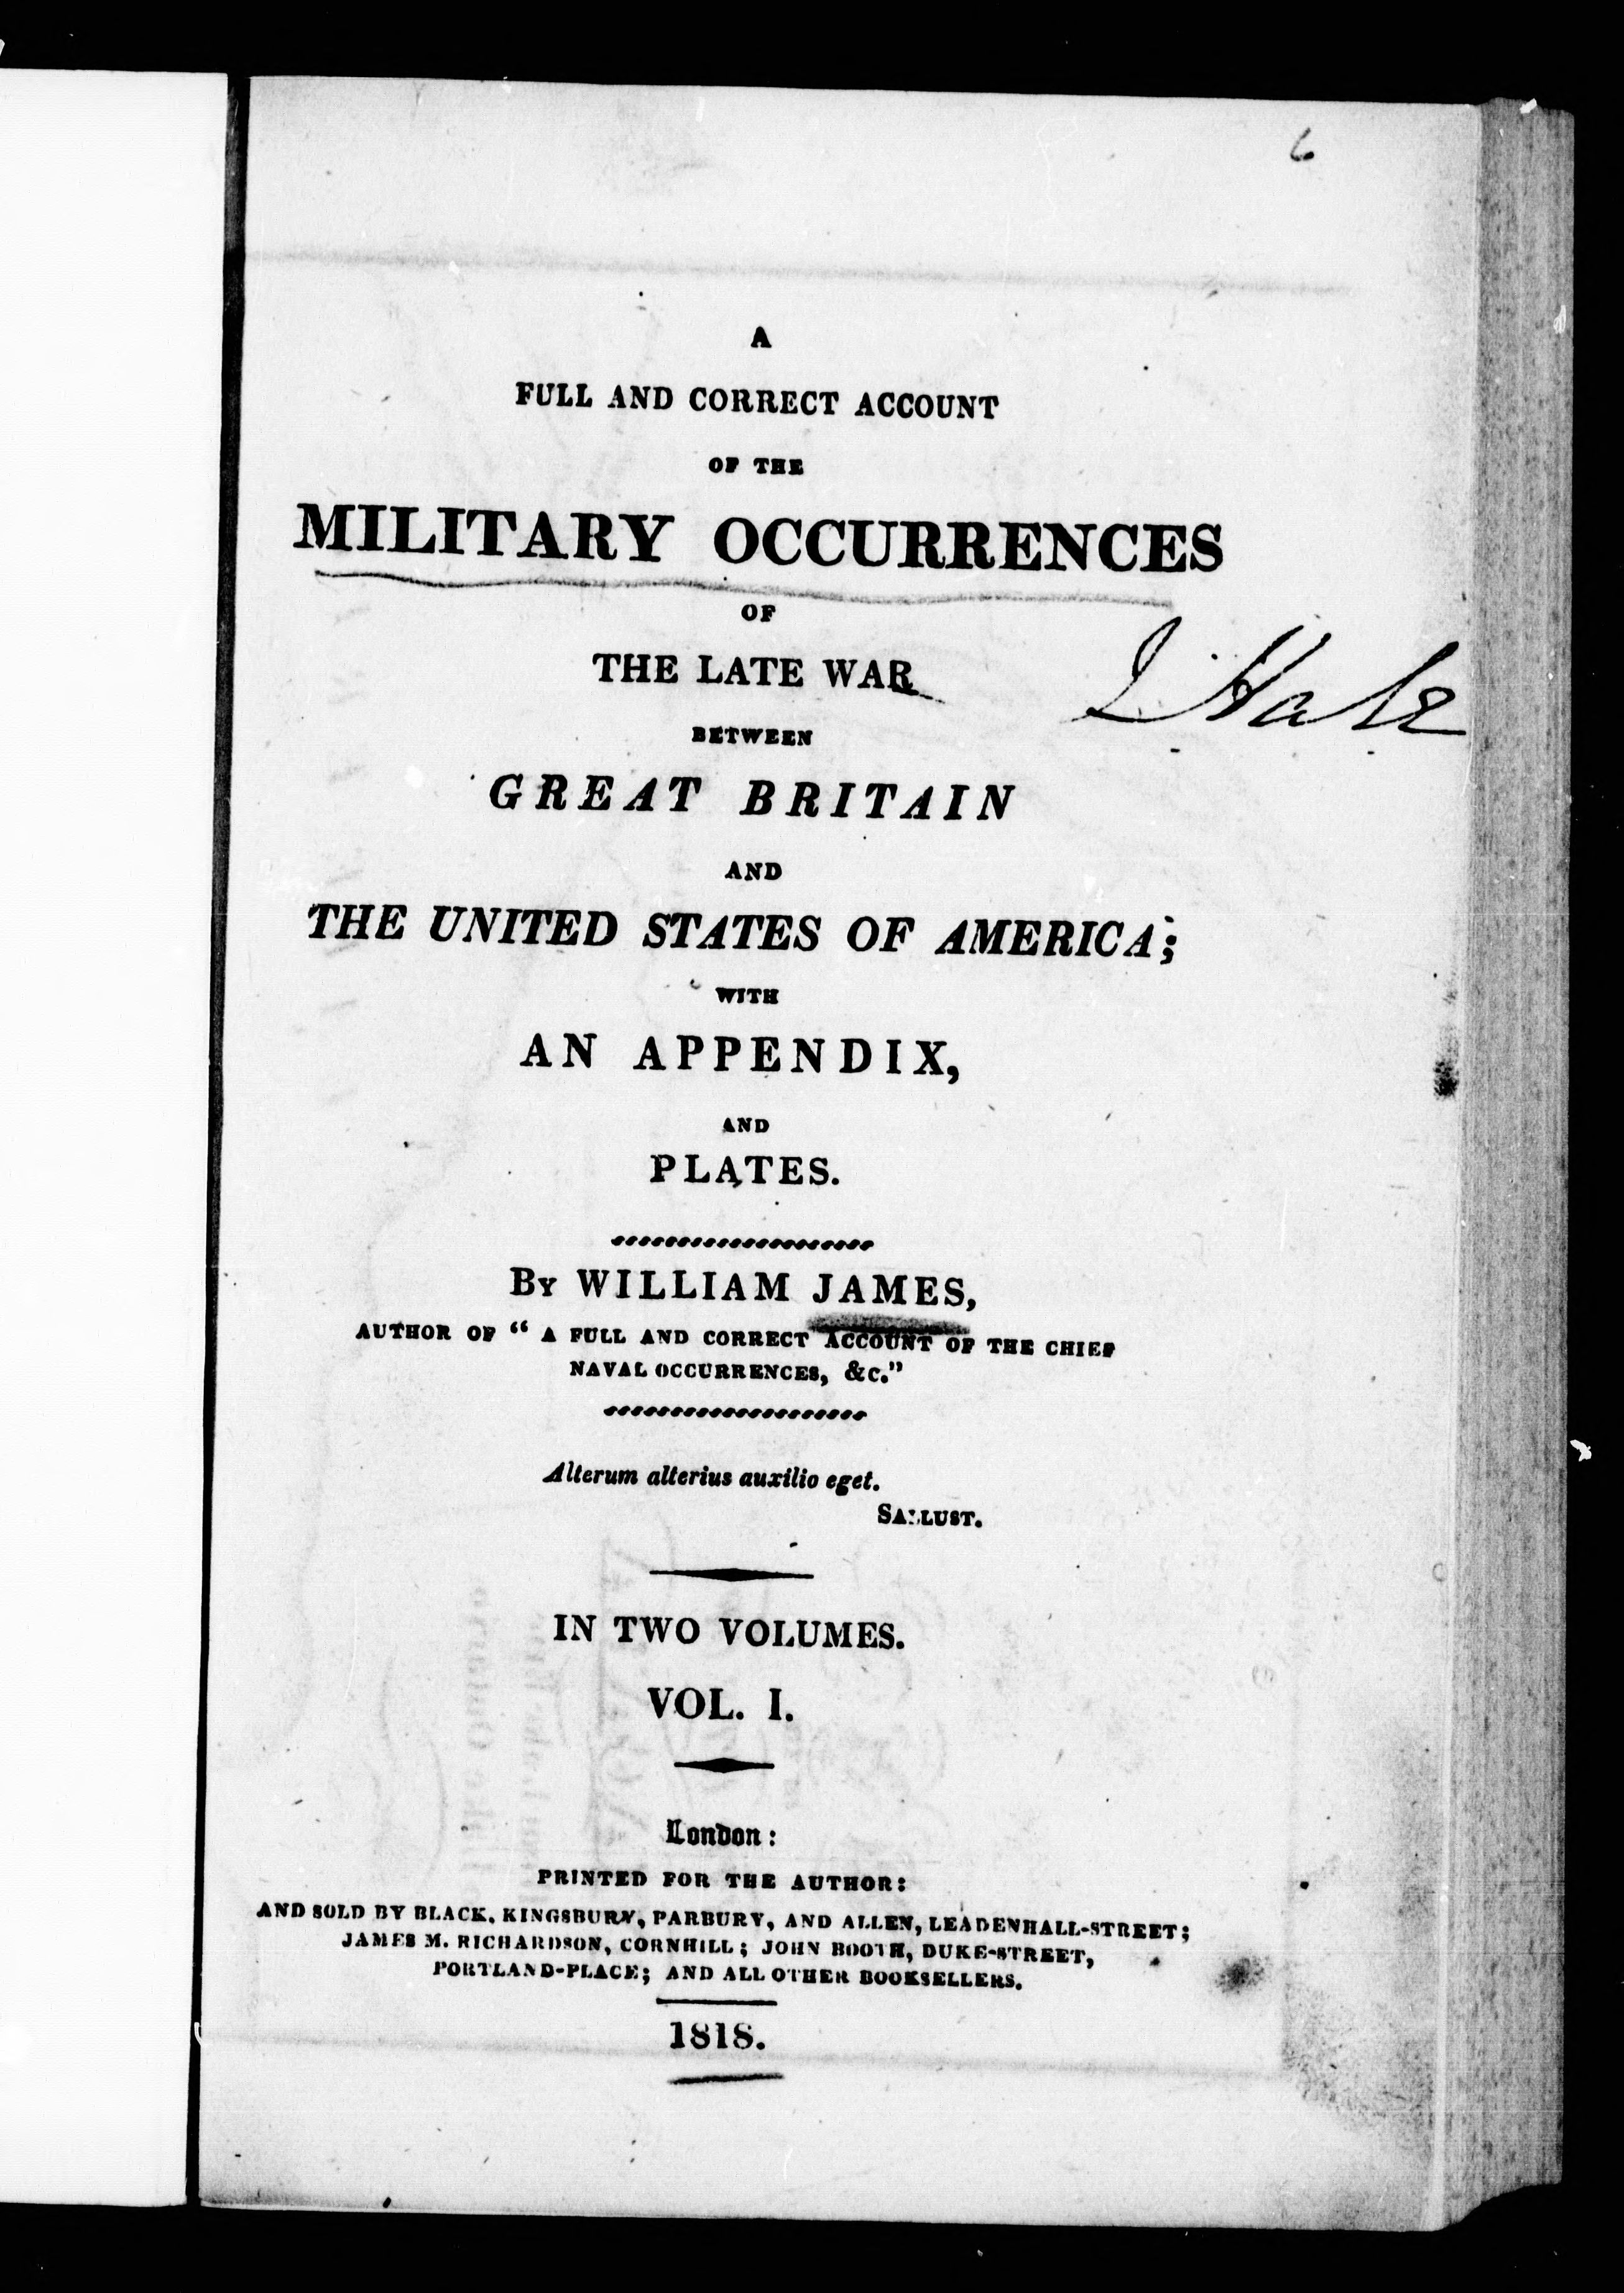 6
A
FULL AND CORRECT ACCOUNT
OF THE
MILITARY OCCURRENCES
OF
THE LATE WAR
BETWEEN
GREAT BRITAIN
AND
THE UNITED STATES OF AMERICA;
WITH
AN APPENDIX,
AND
PLATES.
BY WILLIAM JAMES,
AUTHOR OF “A FULL AND CORRECT ACCOUNT OF THE CHIEF
NAVAL OCCURRENCES, &c.”
Alterum alterius auxilio eget.
SALLUST.
IN TWO VOLUMES.
VOL. I.
London:
PRINTED FOR THE AUTHOR:
AND SOLD BY BLACK, KINGSBURY, PARBURY, AND ALLEN, LEADENHALL-STREET;
JAMES M. RICHARDSON, CORNHILL; JOHN BOOTH, DUKE-STREET,
PORTLAND-PLACE; AND ALL OTHER BOOKSELLERS.
1818.